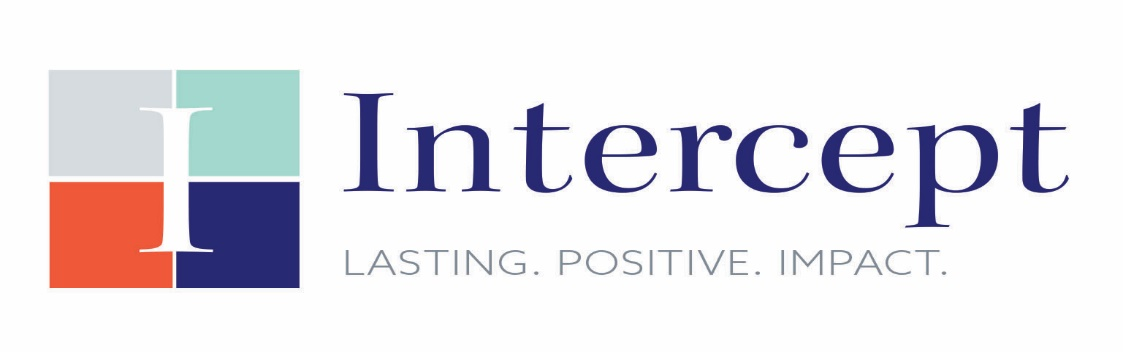 I
Intercept
LASTING. POSITIVE. IMPACT.